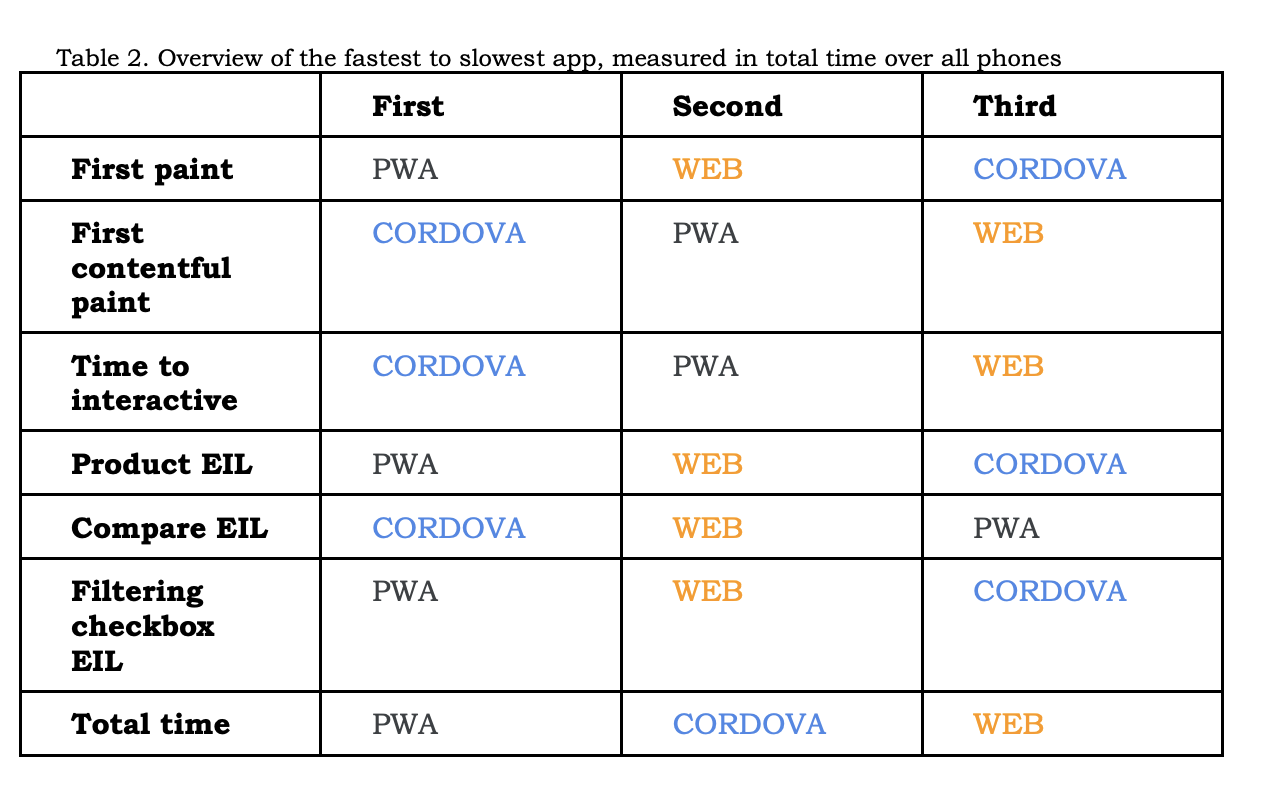 Table 2. Overview of the fastest to slowest app, measured in total time over all phones
First Second Third
First paint PWA WEB CORDOVA
First CORDOVA PWA WEB
contentful
paint
Time to CORDOVA PWA WEB
interactive
Product EIL PWA WEB CORDOVA
Compare EIL CORDOVA WEB PWA
Filtering PWA WEB CORDOVA
checkbox
EIL
Total time PWA CORDOVA WEB